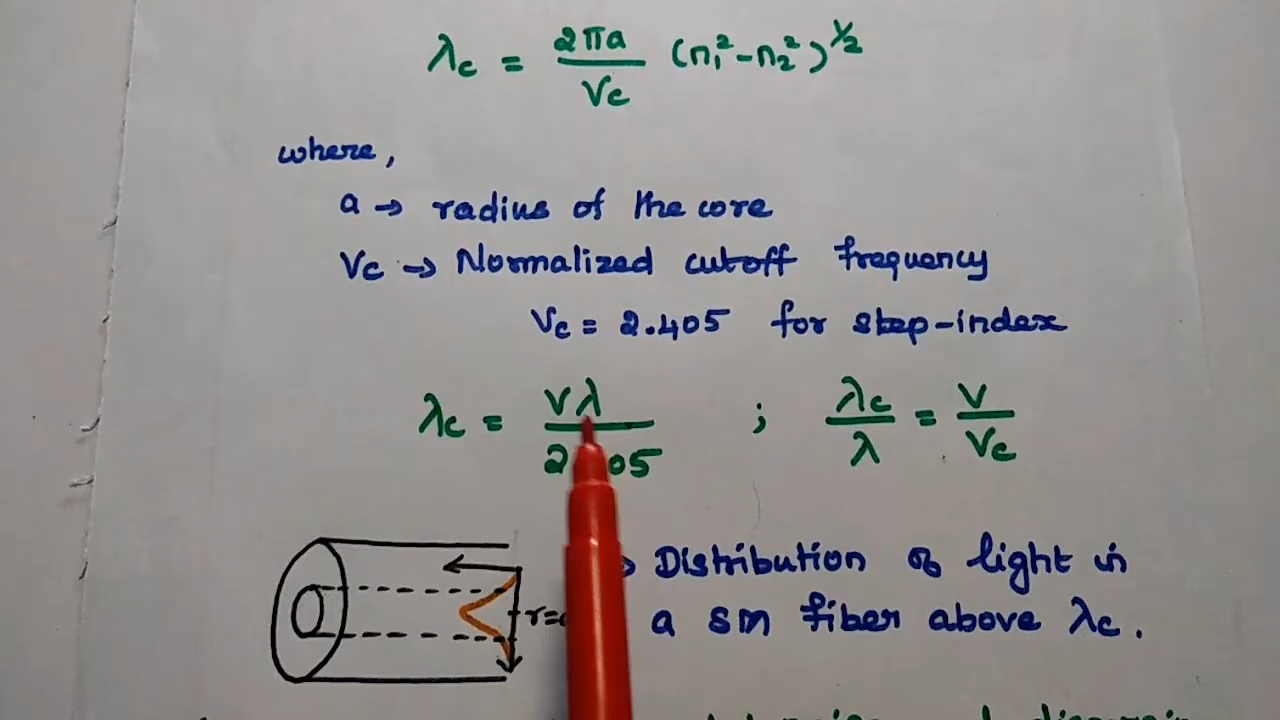 λc = 2πa / Vc (n₁² - n₂²)^½
where,
a → radius of the core
Vc → Normalized cutoff frequency
Vc = 2.405 for step-index
λc = Vλ / 2 05 ; λc / λ = V / Vc
Distribution of light in
r=
a SM fiber above λc.